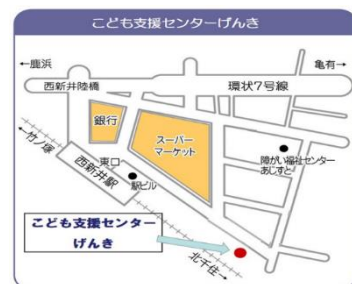 こども支援センターげんき
←鹿浜
亀有→
西新井陸橋
環状7号線
銀行
スーパー
マーケット
←竹ノ塚
東口
駅ビル
西新井駅
障がい福祉センター
あしすと
こども支援センター
げんき
北千住→